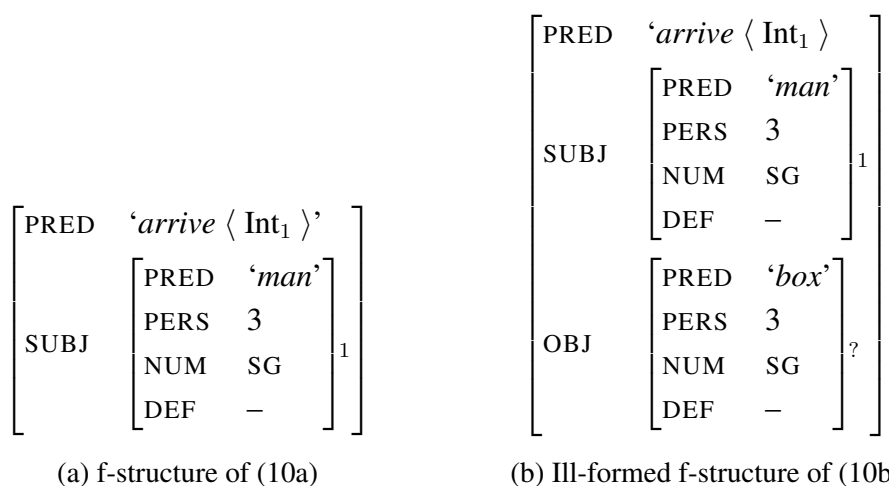 PRED ‘arrive ⟨ Int₁ ⟩’
SUBJ
PRED ‘man’
PERS 3
NUM SG
DEF –
1
(a) f-structure of (10a)
PRED ‘arrive ⟨ Int₁ ⟩
SUBJ
PRED ‘man’
PERS 3
NUM SG
DEF –
1
OBJ
PRED ‘box’
PERS 3
NUM SG
DEF –
?
(b) Ill-formed f-structure of (10b